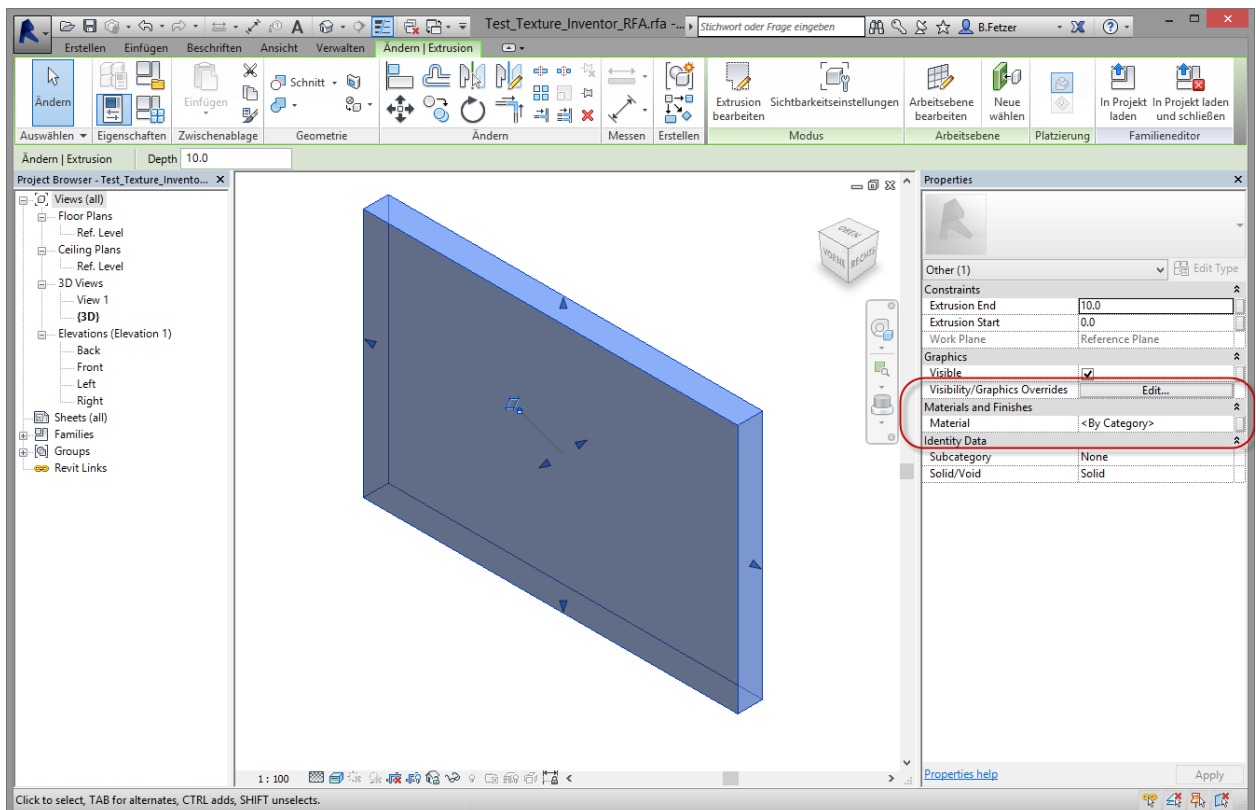 Test_Texture_Inventor_RFA.rfa -... Stichwort oder Frage eingeben B.Fetzer
Erstellen Einfügen Beschriften Ansicht Verwalten Ändern | Extrusion
Ändern Einfügen Schnitt Extrusion bearbeiten Sichtbarkeitseinstellungen Arbeitsebene bearbeiten Neue wählen In Projekt laden In Projekt laden und schließen
Auswählen Eigenschaften Zwischenablage Geometrie Ändern Messen Erstellen Modus Arbeitsebene Platzierung Familieneditor
Ändern | Extrusion Depth 10.0
Project Browser - Test_Texture_Invento...
Views (all)
Floor Plans
Ref. Level
Ceiling Plans
Ref. Level
3D Views
View 1
{3D}
Elevations (Elevation 1)
Back
Front
Left
Right
Sheets (all)
Families
Groups
Revit Links
OBEN
VORNE RECHTS
Properties
Other (1) Edit Type
Constraints
Extrusion End 10.0
Extrusion Start 0.0
Work Plane Reference Plane
Graphics
Visible
Visibility/Graphics Overrides Edit...
Materials and Finishes
Material <By Category>
Identity Data
Subcategory None
Solid/Void Solid
Properties help Apply
1 : 100
Click to select, TAB for alternates, CTRL adds, SHIFT unselects.